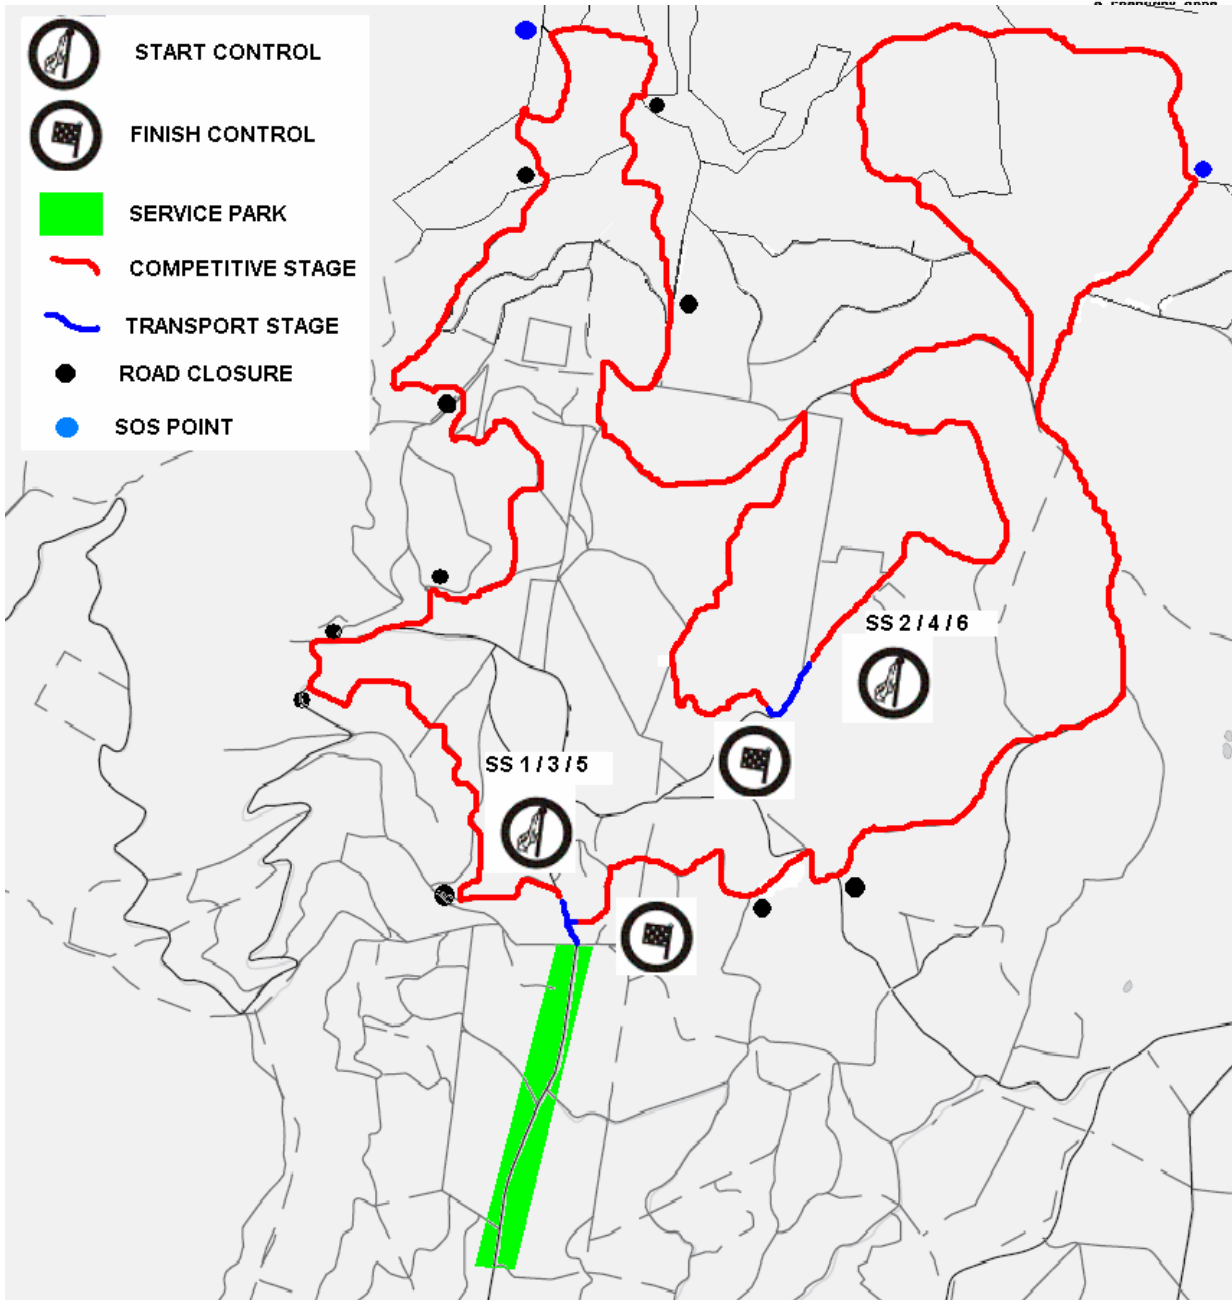 START CONTROL
FINISH CONTROL
SERVICE PARK
COMPETITIVE STAGE
TRANSPORT STAGE
ROAD CLOSURE
SOS POINT
SS 2 / 4 / 6
SS 1 / 3 / 5